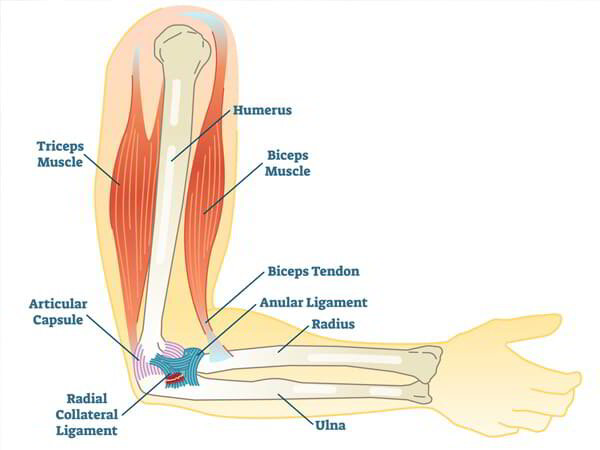 Humerus
Triceps
Muscle
Biceps
Muscle
Biceps Tendon
Articular
Capsule
Anular Ligament
Radius
Radial
Collateral
Ligament
Ulna